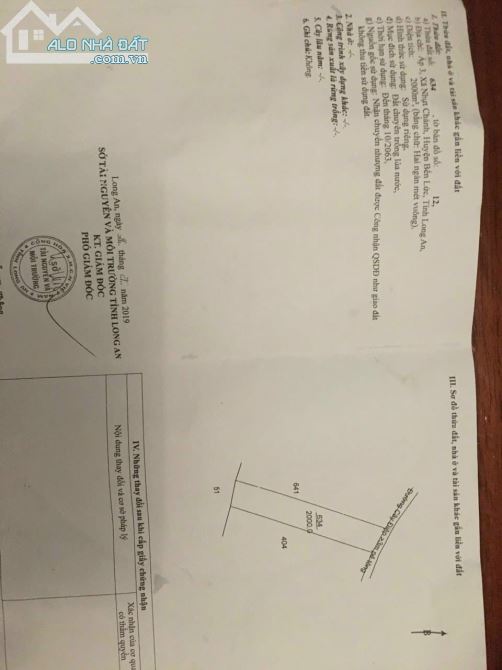 ALO NHÀ ĐẤT
.com.vn
II. Thửa đất, nhà ở và tài sản khác gắn liền với đất
1. Thửa đất:
a) Thửa đất số: 634 , tờ bản đồ số: 12,
b) Địa chỉ: Ấp 3, Xã Nhựt Chánh, Huyện Bến Lức, Tỉnh Long An,
c) Diện tích: 2000m², (bằng chữ: Hai ngàn mét vuông),
d) Hình thức sử dụng: Sử dụng riêng,
đ) Mục đích sử dụng: Đất chuyên trồng lúa nước,
e) Thời hạn sử dụng: Đến tháng 10/2063,
g) Nguồn gốc sử dụng: Nhận chuyển nhượng đất được Công nhận QSDĐ như giao đất
không thu tiền sử dụng đất.
2. Nhà ở: -/-.
3. Công trình xây dựng khác: -/-.
4. Rừng sản xuất là rừng trồng: -/-.
5. Cây lâu năm: -/-.
6. Ghi chú: Không.
Long An, ngày tháng năm 2019
SỞ TÀI NGUYÊN VÀ MÔI TRƯỜNG TỈNH LONG AN
KT. GIÁM ĐỐC
PHÓ GIÁM ĐỐC
SỞ
TÀI NGUYÊN VÀ
MÔI TRƯỜNG
III. Sơ đồ thửa đất, nhà ở và tài sản khác gắn liền với đất
B
641
634
2000.0
404
51
IV. Những thay đổi sau khi cấp giấy chứng nhận
Nội dung thay đổi và cơ sở pháp lý
Xác nhận của cơ qua
có thẩm quyền